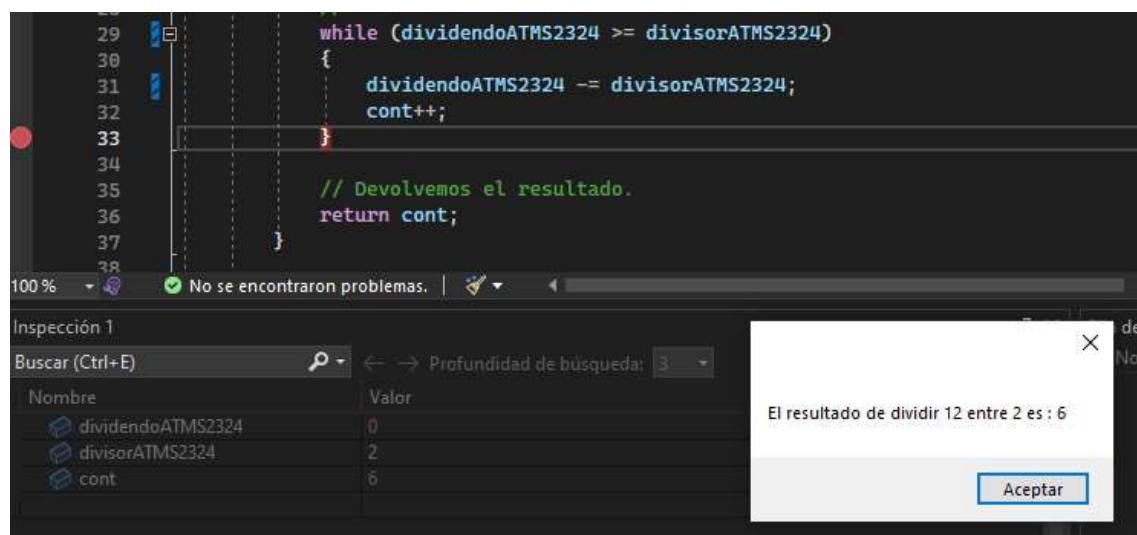 29 while (dividendoATMS2324 >= divisorATMS2324)
30 {
31 dividendoATMS2324 -= divisorATMS2324;
32 cont++;
33 }
34
35 // Devolvemos el resultado.
36 return cont;
37 }
38
100 % No se encontraron problemas.
Inspección 1
Buscar (Ctrl+E) Profundidad de búsqueda: 3
Nombre Valor
dividendoATMS2324 0
divisorATMS2324 2
cont 6
El resultado de dividir 12 entre 2 es : 6
Aceptar